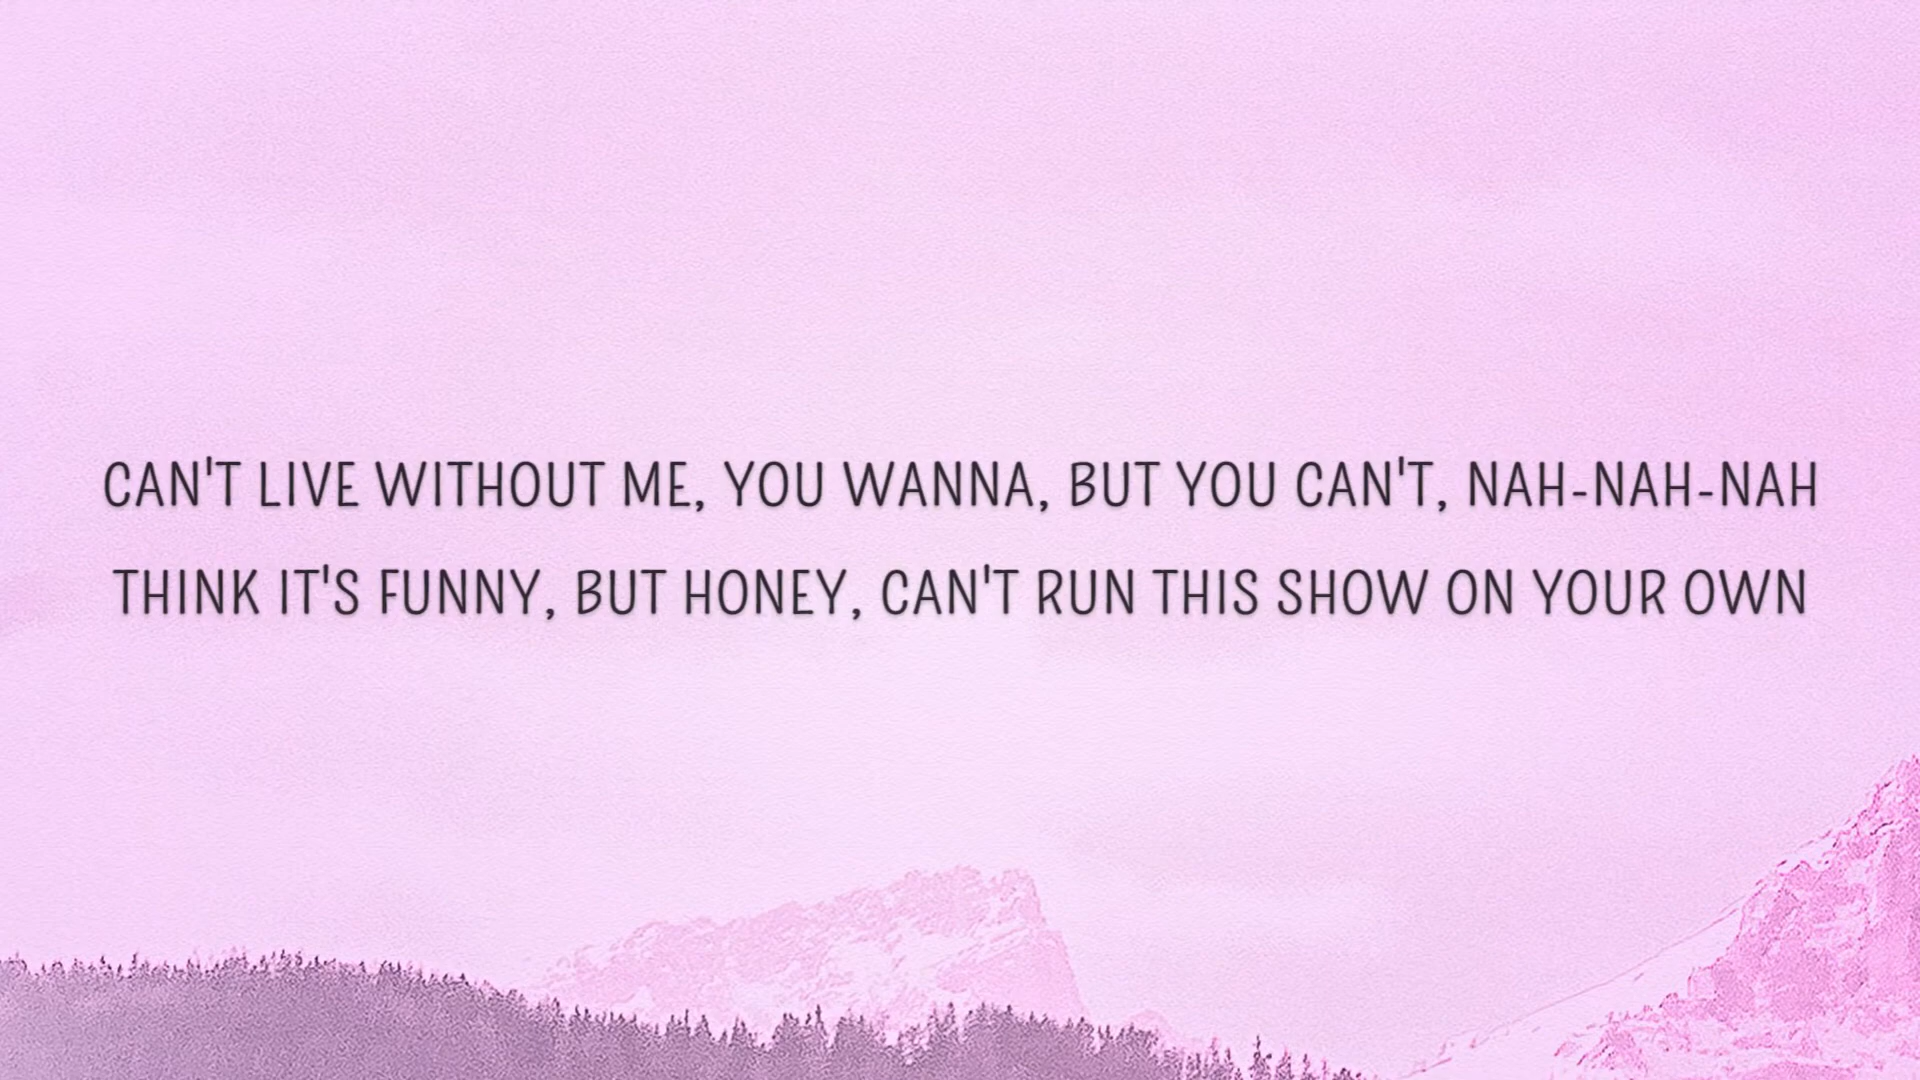 CAN'T LIVE WITHOUT ME, YOU WANNA, BUT YOU CAN'T, NAH-NAH-NAH
THINK IT'S FUNNY, BUT HONEY, CAN'T RUN THIS SHOW ON YOUR OWN